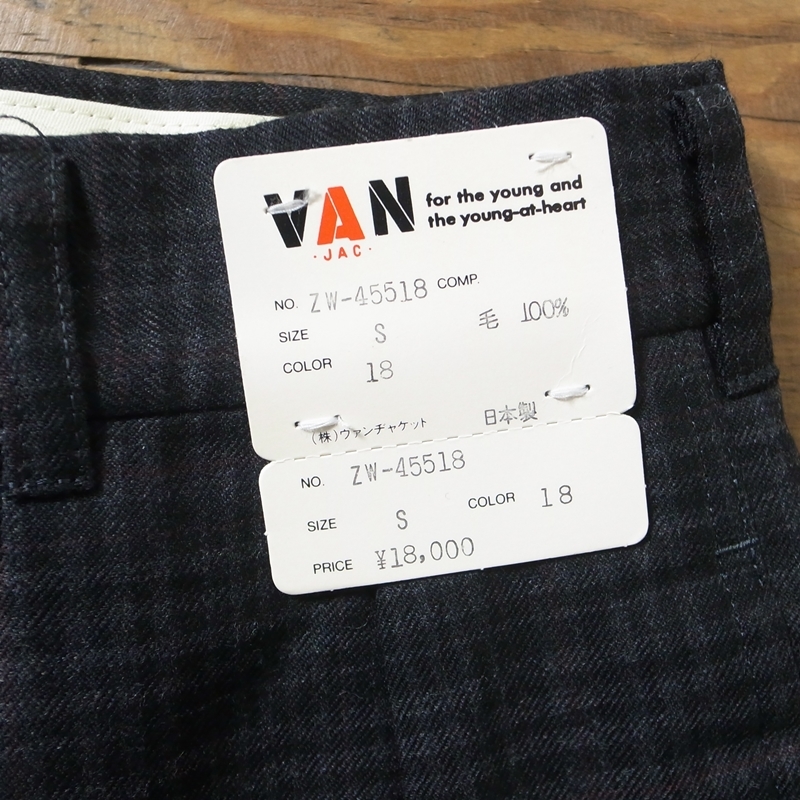 VAN
·JAC·
for the young and
the young-at-heart
NO. ZW-45518 COMP.
SIZE S 毛 100%
COLOR 18
(株)ヴァンヂャケット 日本製
NO. ZW-45518
SIZE S COLOR 18
PRICE ¥18,000